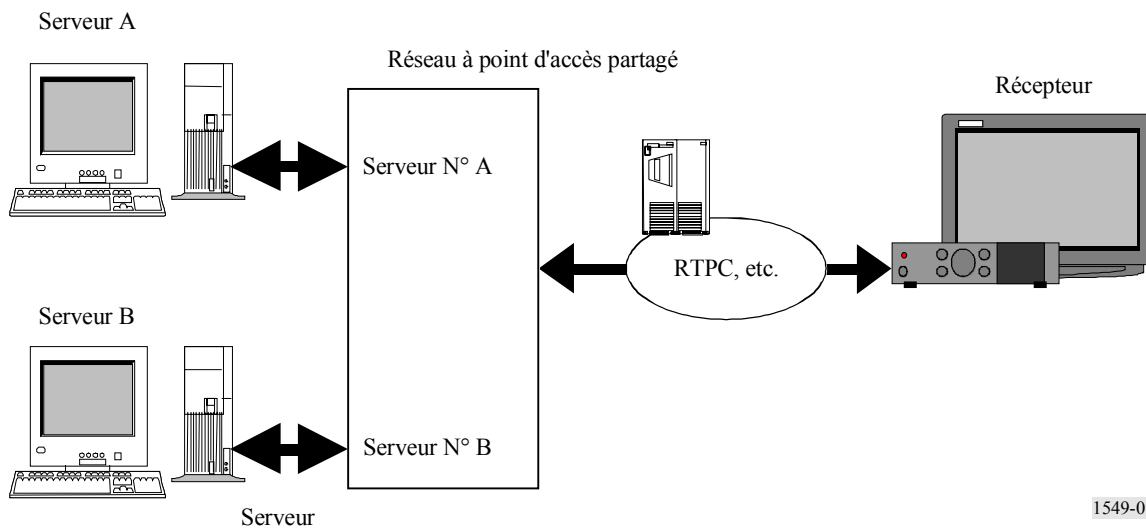 Serveur A
Réseau à point d'accès partagé
Récepteur
Serveur N° A
RTPC, etc.
Serveur B
Serveur N° B
Serveur
1549-0